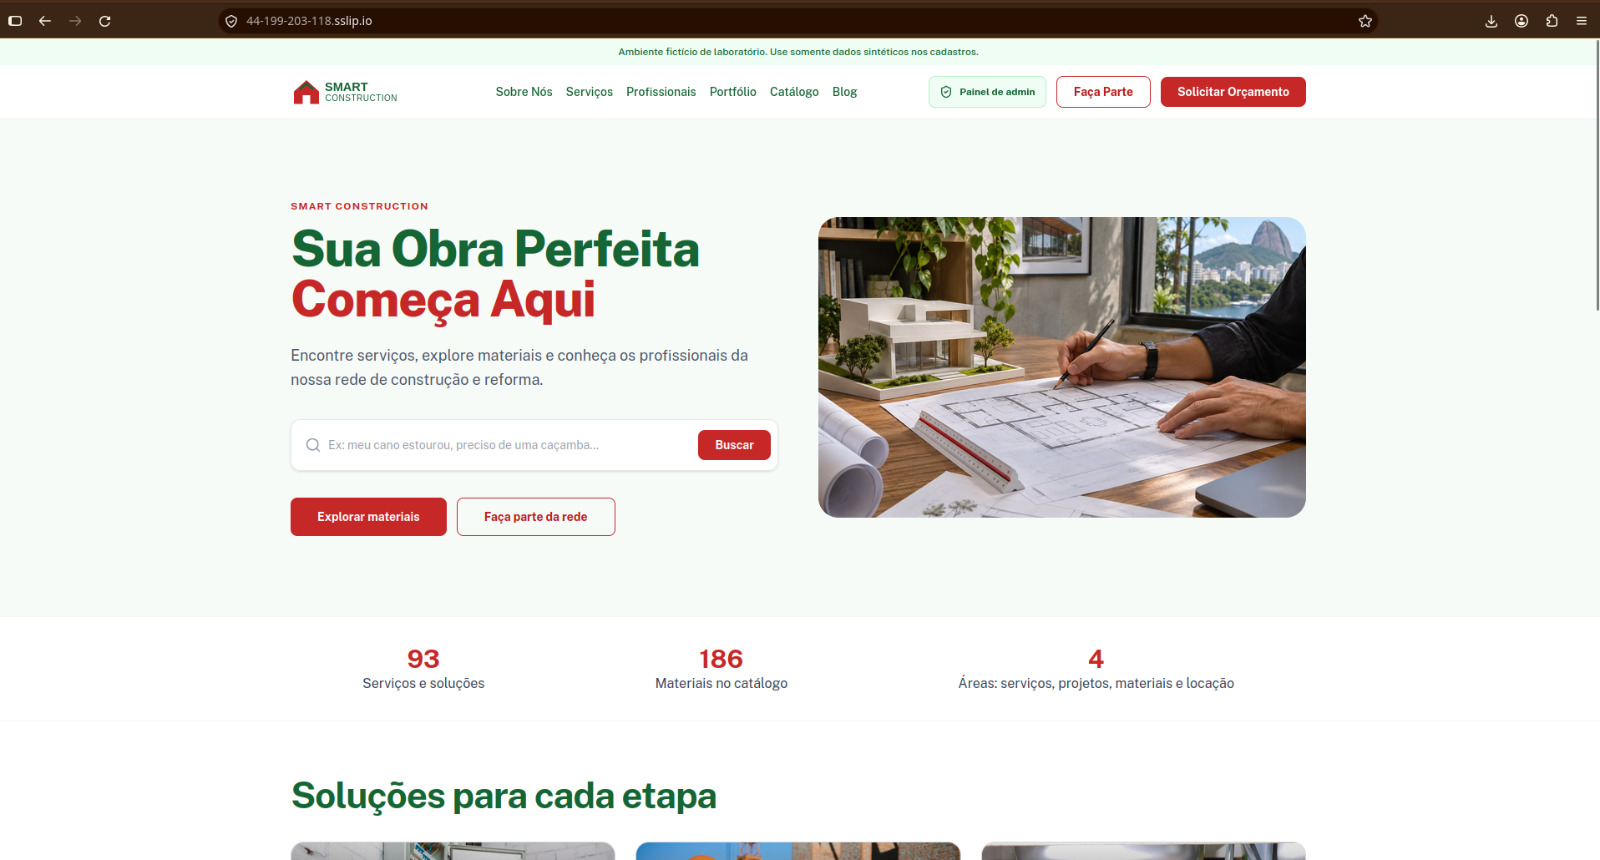 44-199-203-118.sslip.io
Ambiente fictício de laboratório. Use somente dados sintéticos nos cadastros.
SMART
CONSTRUCTION
Sobre Nós
Serviços
Profissionais
Portfólio
Catálogo
Blog
Painel de admin
Faça Parte
Solicitar Orçamento
SMART CONSTRUCTION
Sua Obra Perfeita
Começa Aqui
Encontre serviços, explore materiais e conheça os profissionais da
nossa rede de construção e reforma.
Ex: meu cano estourou, preciso de uma caçamba...
Buscar
Explorar materiais
Faça parte da rede
93
Serviços e soluções
186
Materiais no catálogo
4
Áreas: serviços, projetos, materiais e locação
Soluções para cada etapa